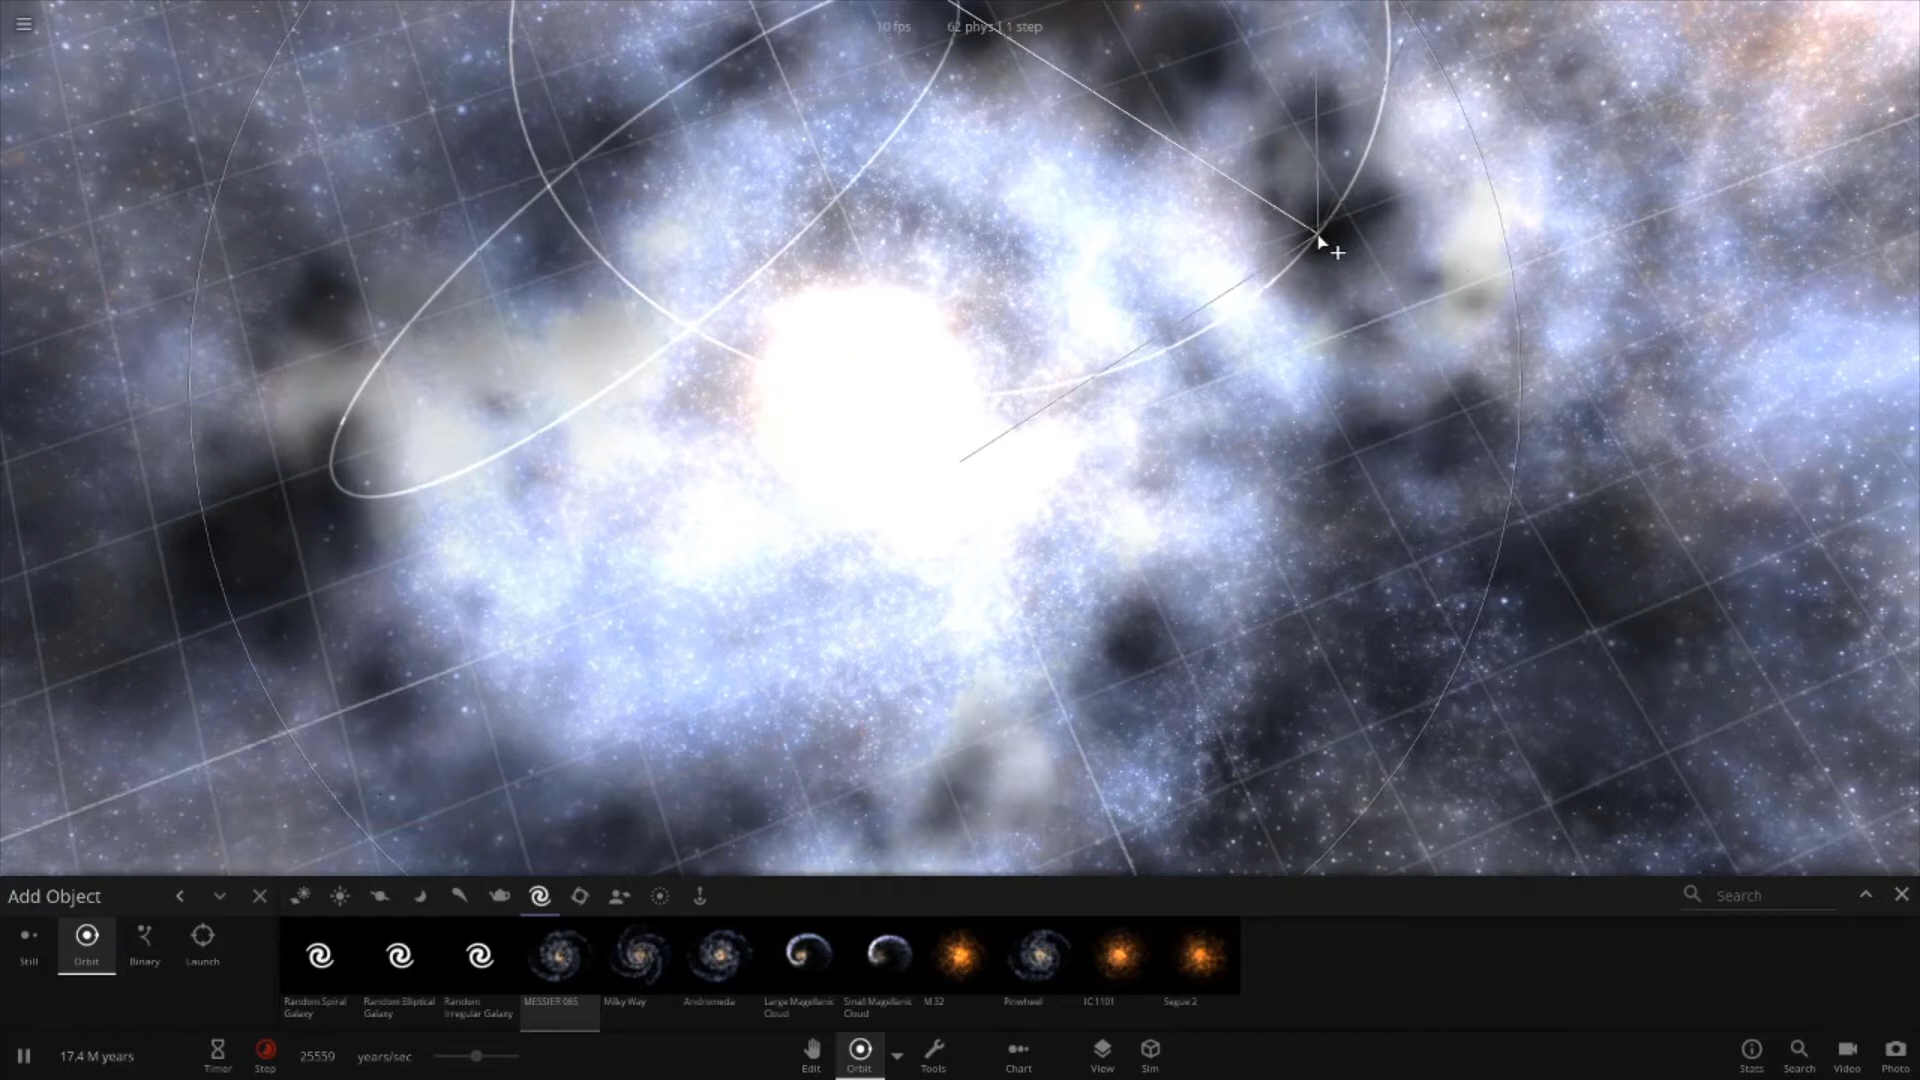 10 fps 62 phys | 1 step
Add Object
Search
Still
Orbit
Binary
Launch
Random Spiral
Galaxy
Random Elliptical
Galaxy
Random
Irregular Galaxy
MESSIER 085
Milky Way
Andromeda
Large Magellanic
Cloud
Small Magellanic
Cloud
M 32
Pinwheel
IC 1101
Segue 2
17.4 M years
Timer
Step
25559
years/sec
Edit
Orbit
Tools
Chart
View
Sim
Stats
Search
Video
Photo